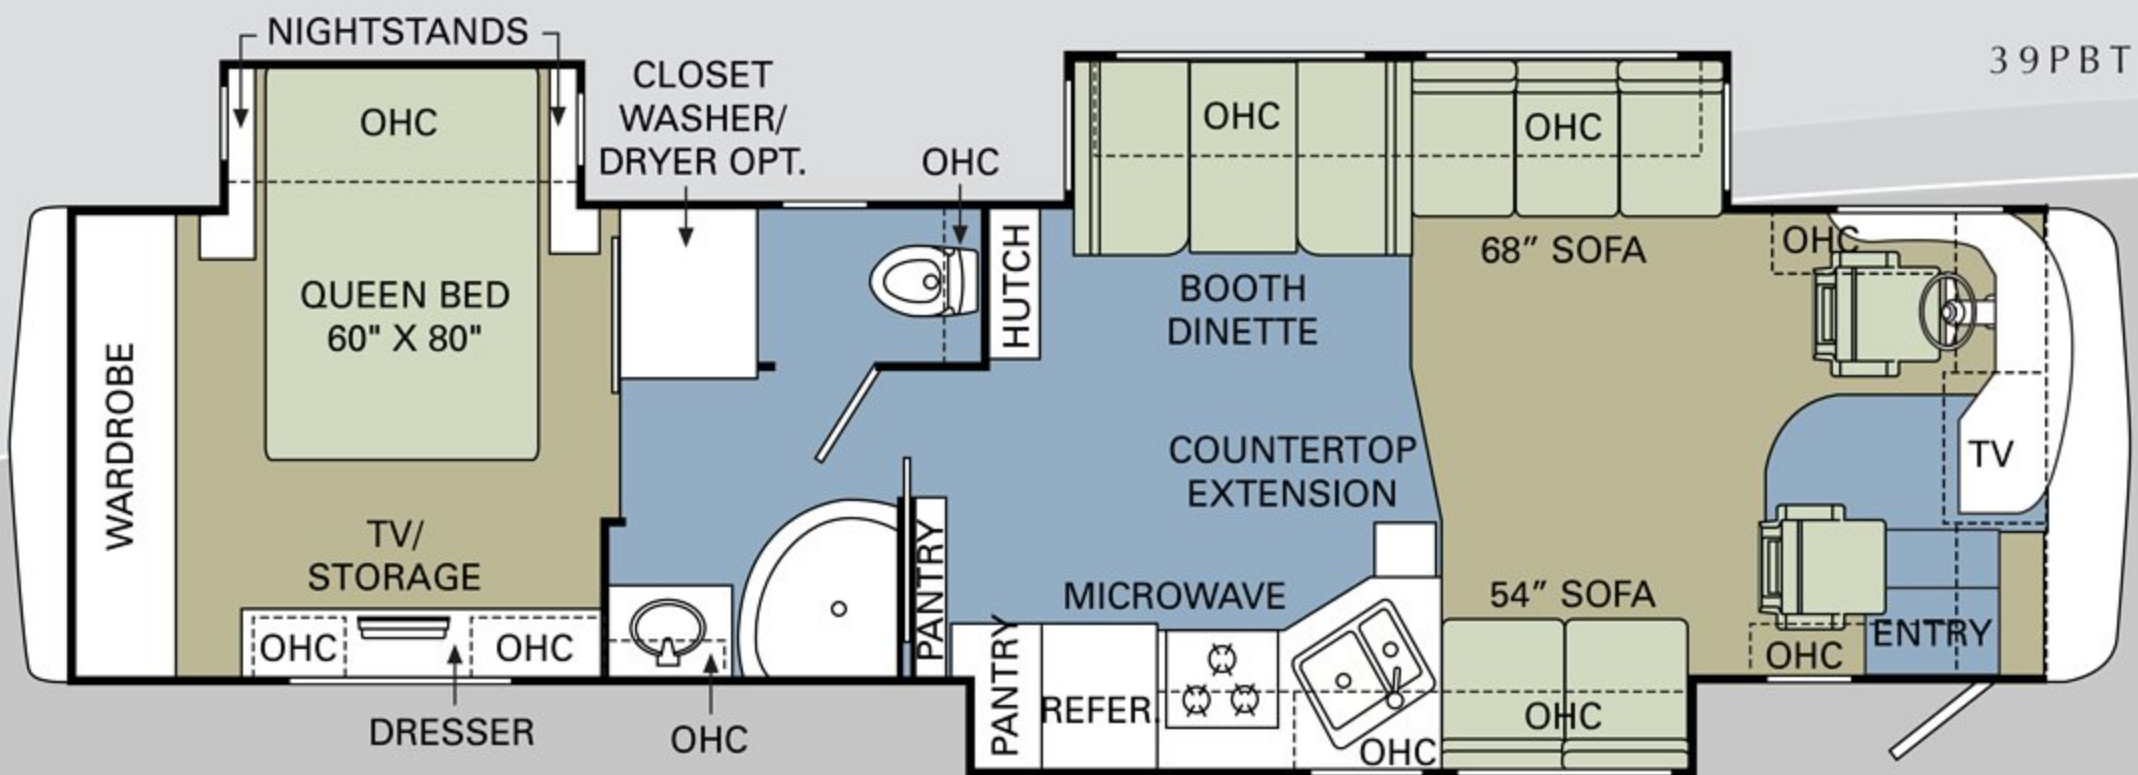 NIGHTSTANDS
39PBT
CLOSET
WASHER/
DRYER OPT.
OHC
OHC
OHC
OHC
QUEEN BED
60" X 80"
WARDROBE
HUTCH
68" SOFA
OHC
BOOTH
DINETTE
COUNTERTOP
EXTENSION
TV
TV/
STORAGE
PANTRY
MICROWAVE
54" SOFA
ENTRY
OHC
OHC
PANTRY
REFER.
OHC
OHC
OHC
DRESSER
OHC